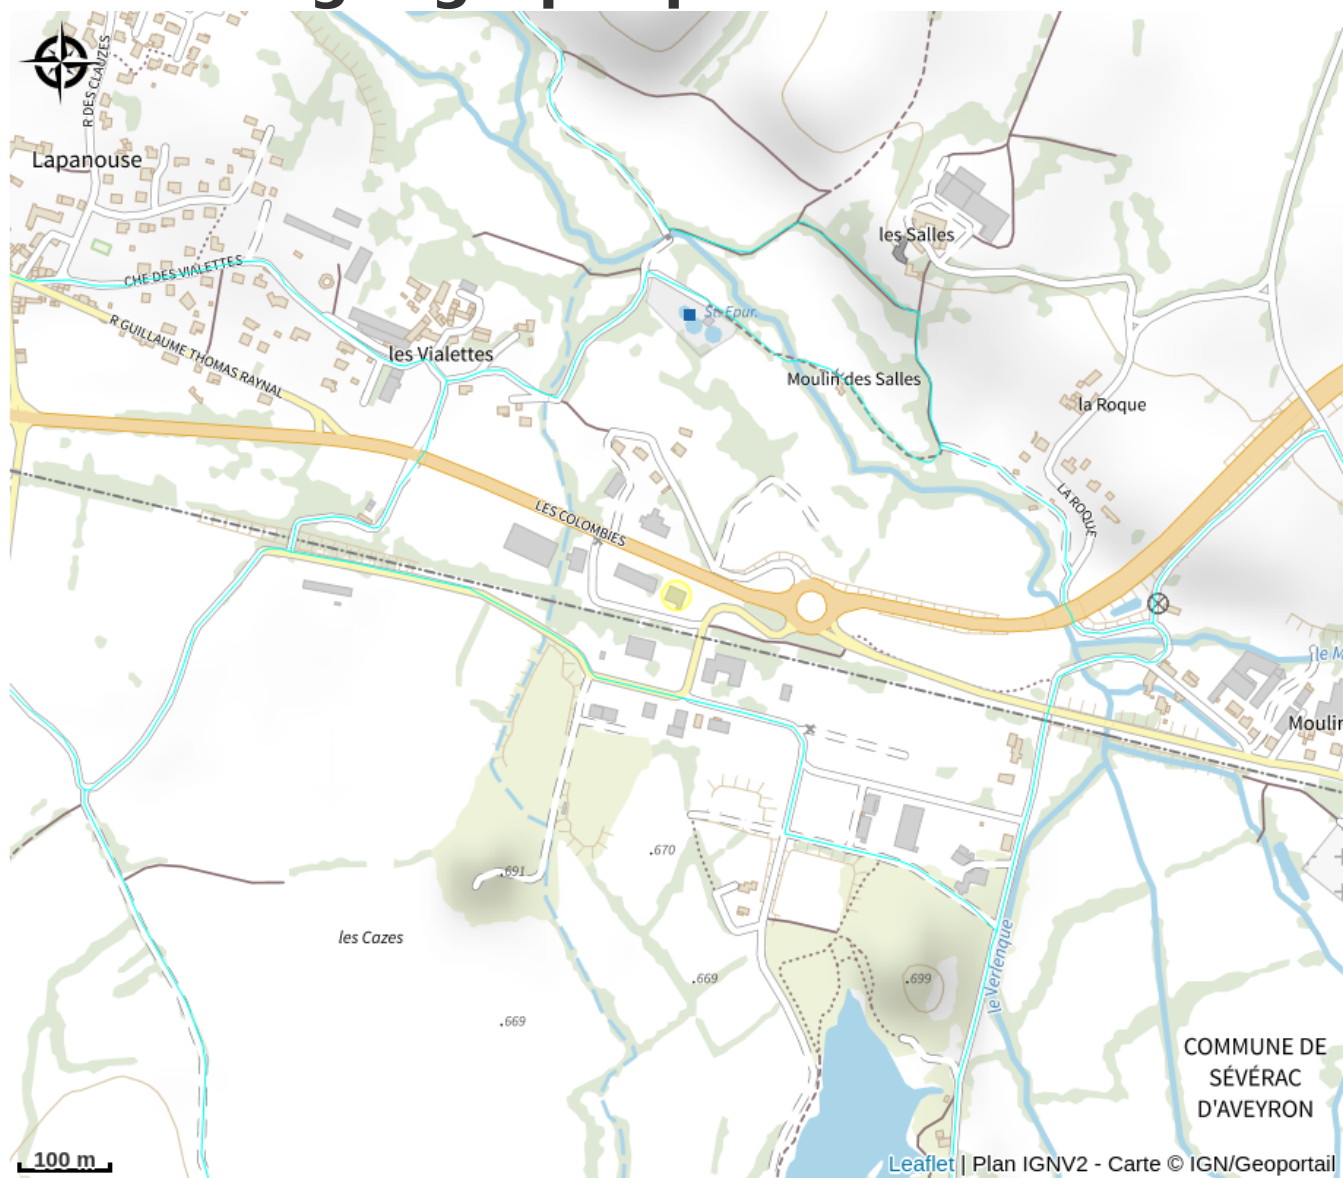 R DES CLAUZES
Lapanouse
les Salles
CHE DES VIALETTES
St. Epur.
R GUILLAUME THOMAS RAYNAL
les Vialettes
Moulin des Salles
la Roque
LA ROQUE
LES COLOMBIES
le M
Moulin
.670
.691
les Cazes
.669
.699
le Verlenque
.669
COMMUNE DE
SÉVÉRAC
D'AVEYRON
100 m
Leaflet | Plan IGNV2 - Carte © IGN/Geoportail